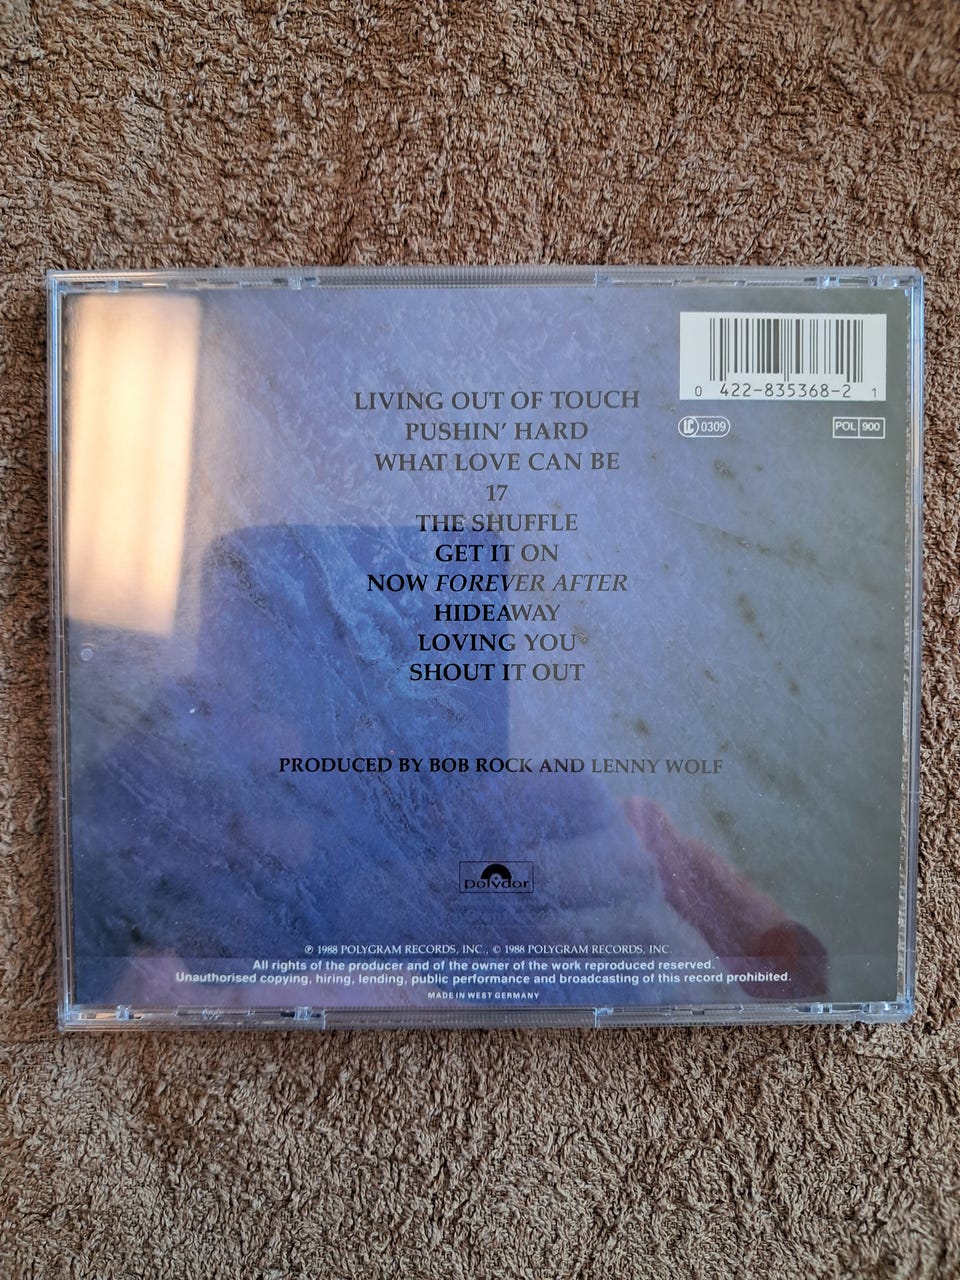 0 422-835368-2 1
LC 0309
POL 900
LIVING OUT OF TOUCH
PUSHIN' HARD
WHAT LOVE CAN BE
17
THE SHUFFLE
GET IT ON
NOW FOREVER AFTER
HIDEAWAY
LOVING YOU
SHOUT IT OUT
PRODUCED BY BOB ROCK AND LENNY WOLF
polydor
℗ 1988 POLYGRAM RECORDS, INC., © 1988 POLYGRAM RECORDS, INC.
All rights of the producer and of the owner of the work reproduced reserved.
Unauthorised copying, hiring, lending, public performance and broadcasting of this record prohibited.
MADE IN WEST GERMANY